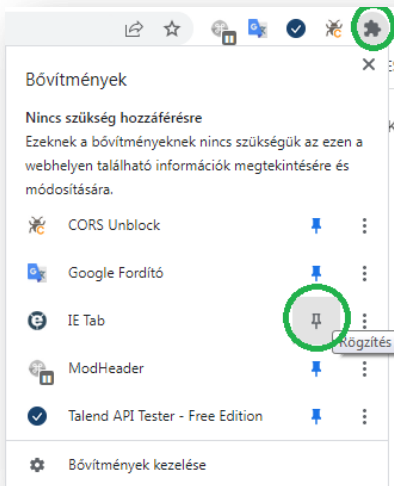 Bővítmények
Nincs szükség hozzáférésre
Ezeknek a bővítményeknek nincs szükségük az ezen a
webhelyen található információk megtekintésére és
módosítására.
CORS Unblock
Google Fordító
IE Tab
Rögzítés
ModHeader
Talend API Tester - Free Edition
Bővítmények kezelése